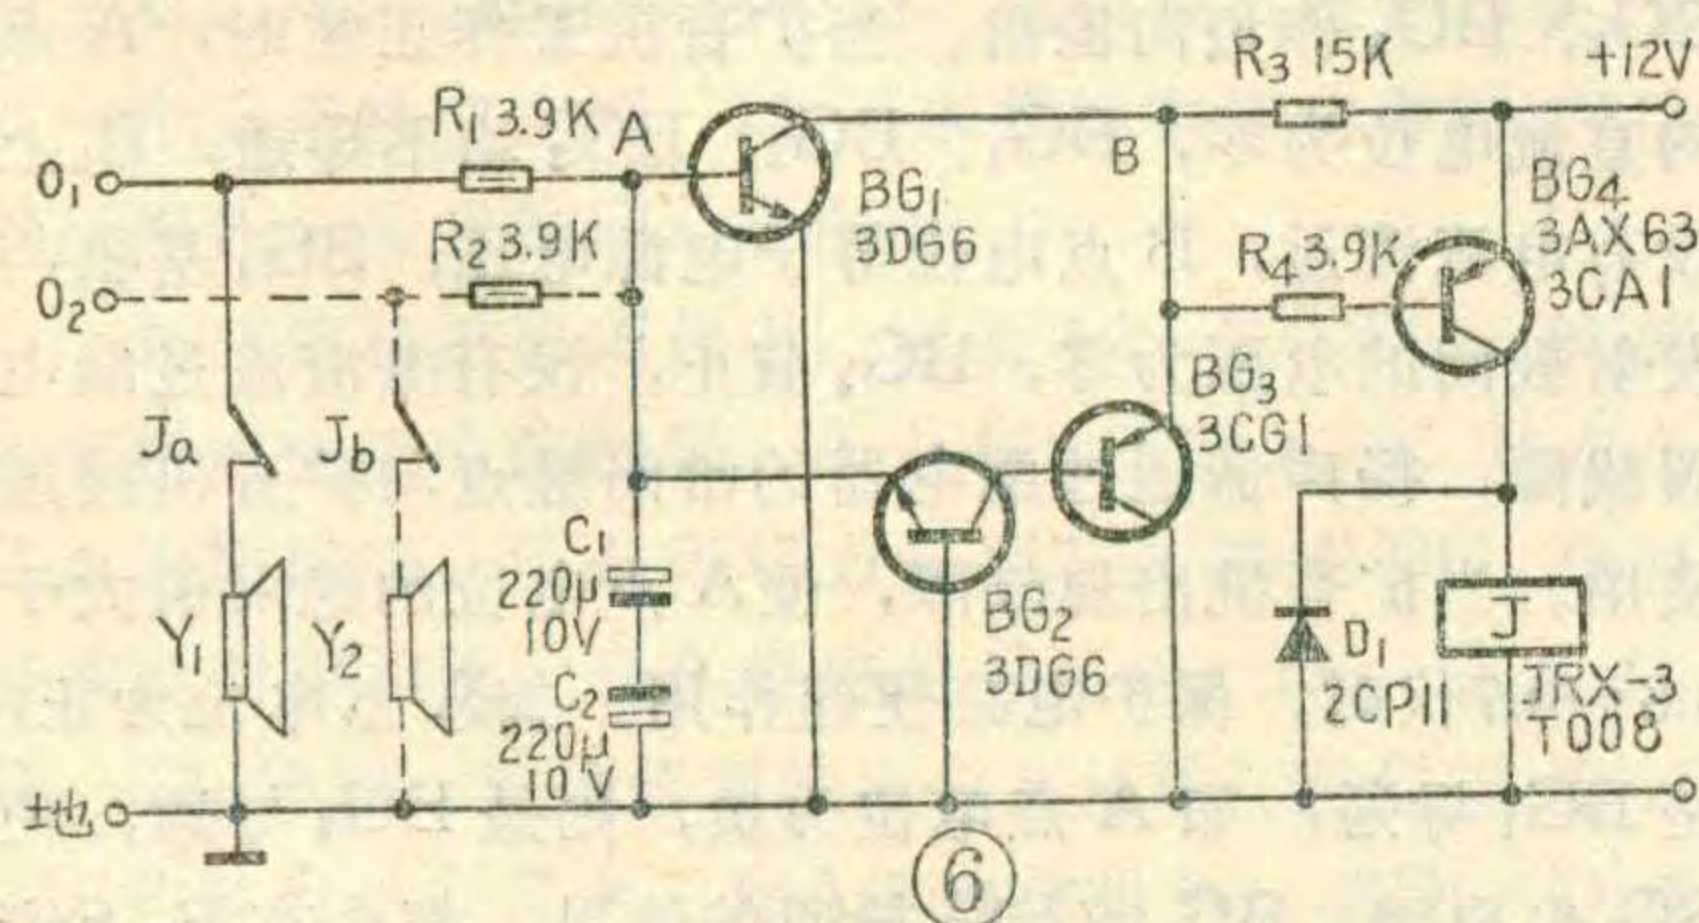 R3 15K
+12V
R1 3.9K
A
B
O1
BG1
3DG6
BG4
3AX63
3CA1
R2 3.9K
R4 3.9K
O2
BG3
3CG1
Ja
Jb
C1
220μ
10V
Y1
Y2
BG2
3DG6
D1
2CP11
J
JRX-3
T008
C2
220μ
10V
地
⑥